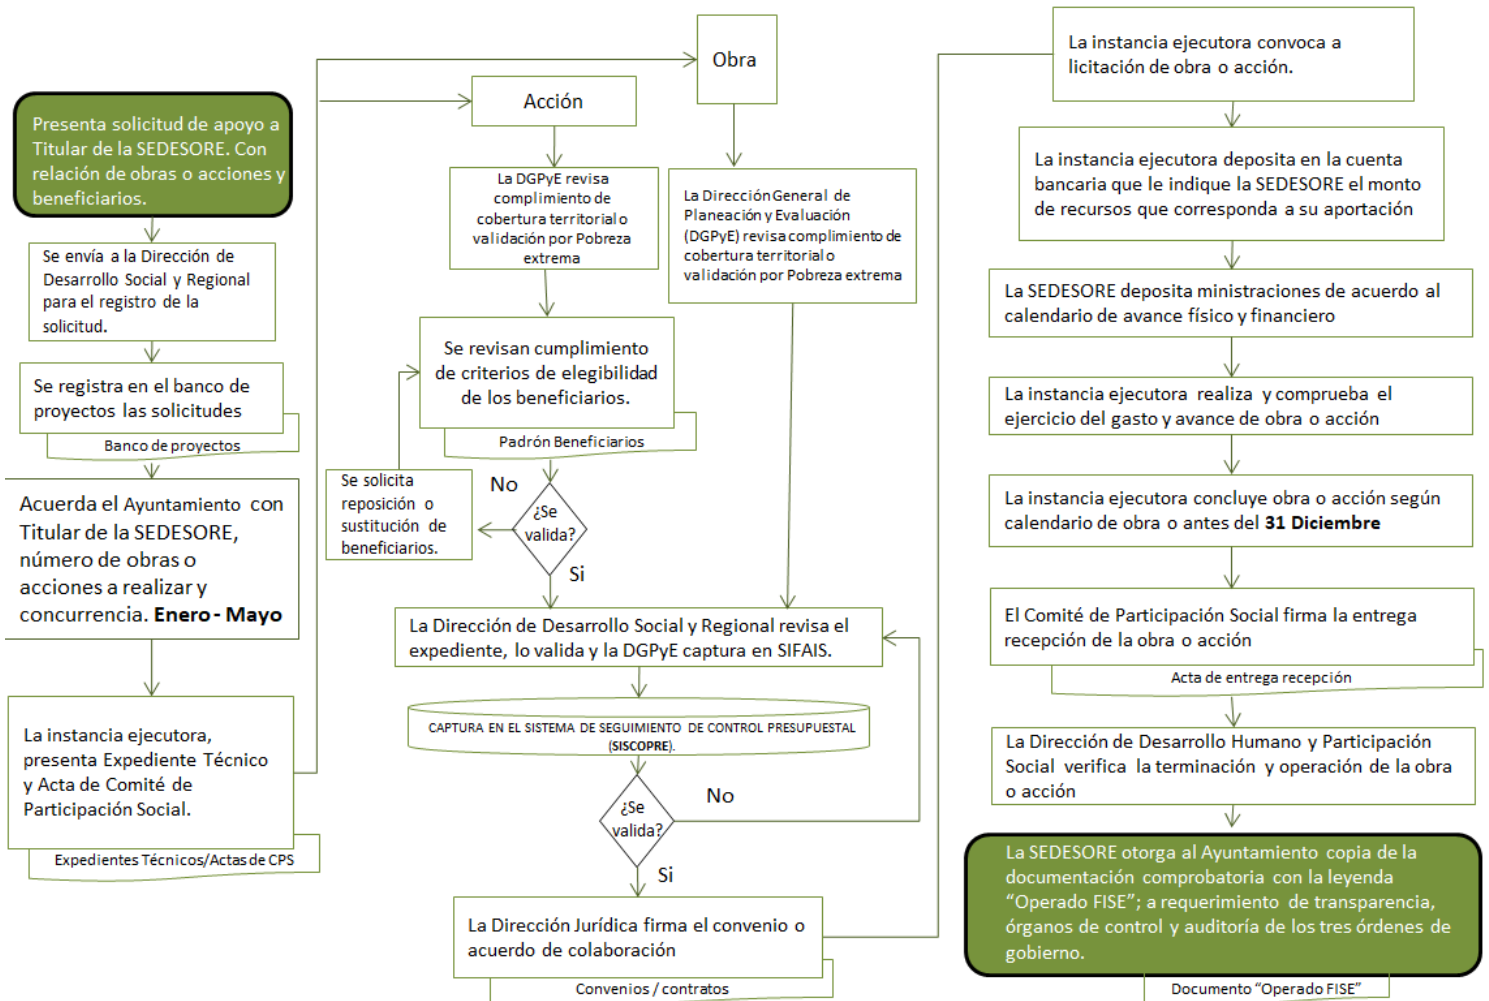 Presenta solicitud de apoyo a
Titular de la SEDESORE. Con
relación de obras o acciones y
beneficiarios.
Se envía a la Dirección de
Desarrollo Social y Regional
para el registro de la
solicitud.
Se registra en el banco de
proyectos las solicitudes
Banco de proyectos
Acuerda el Ayuntamiento con
Titular de la SEDESORE,
número de obras o
acciones a realizar y
concurrencia. Enero - Mayo
La instancia ejecutora,
presenta Expediente Técnico
y Acta de Comité de
Participación Social.
Expedientes Técnicos/Actas de CPS
Acción
La DGPyE revisa
complimiento de
cobertura territorial o
validación por Pobreza
extrema
Se revisan cumplimiento
de criterios de elegibilidad
de los beneficiarios.
Padrón Beneficiarios
Se solicita
reposición o
sustitución de
beneficiarios.
No
¿Se
valida?
Si
Obra
La Dirección General de
Planeación y Evaluación
(DGPyE) revisa complimiento de
cobertura territorial o
validación por Pobreza extrema
La Dirección de Desarrollo Social y Regional revisa el
expediente, lo valida y la DGPyE captura en SIFAIS.
CAPTURA EN EL SISTEMA DE SEGUIMIENTO DE CONTROL PRESUPUESTAL
(SISCOPRE).
¿Se
valida?
No
Si
La Dirección Jurídica firma el convenio o
acuerdo de colaboración
Convenios / contratos
La instancia ejecutora convoca a
licitación de obra o acción.
La instancia ejecutora deposita en la cuenta
bancaria que le indique la SEDESORE el monto
de recursos que corresponda a su aportación
La SEDESORE deposita ministraciones de acuerdo al
calendario de avance físico y financiero
La instancia ejecutora realiza y comprueba el
ejercicio del gasto y avance de obra o acción
La instancia ejecutora concluye obra o acción según
calendario de obra o antes del 31 Diciembre
El Comité de Participación Social firma la entrega
recepción de la obra o acción
Acta de entrega recepción
La Dirección de Desarrollo Humano y Participación
Social verifica la terminación y operación de la obra
o acción
La SEDESORE otorga al Ayuntamiento copia de la
documentación comprobatoria con la leyenda
“Operado FISE”; a requerimiento de transparencia,
órganos de control y auditoría de los tres órdenes de
gobierno.
Documento “Operado FISE”